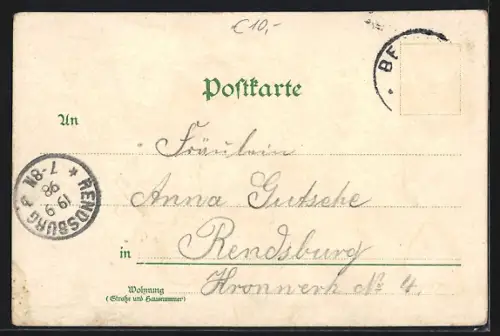 €10,-
BE
Postkarte
An
Fräulein
Anna Gutsche
in Rendsburg
Wohnung
(Straße und Hausnummer)
Kronwerk No 4.
RENDSBURG
19 9
98
7-8N